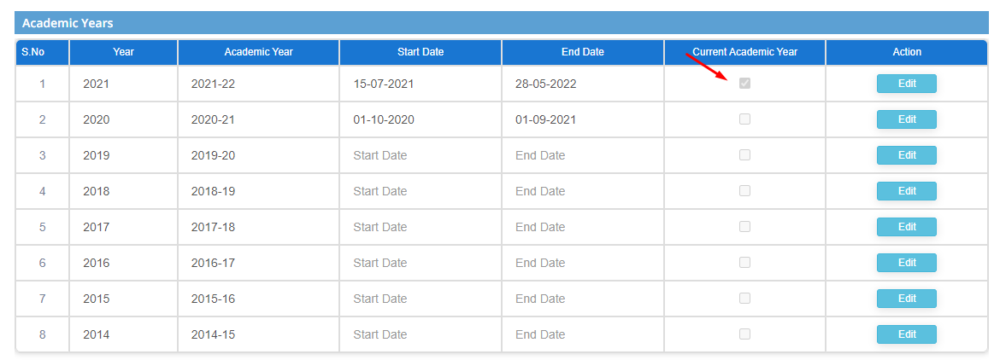 Academic Years
S.No Year Academic Year Start Date End Date Current Academic Year Action
1 2021 2021-22 15-07-2021 28-05-2022 Edit
2 2020 2020-21 01-10-2020 01-09-2021 Edit
3 2019 2019-20 Start Date End Date Edit
4 2018 2018-19 Start Date End Date Edit
5 2017 2017-18 Start Date End Date Edit
6 2016 2016-17 Start Date End Date Edit
7 2015 2015-16 Start Date End Date Edit
8 2014 2014-15 Start Date End Date Edit